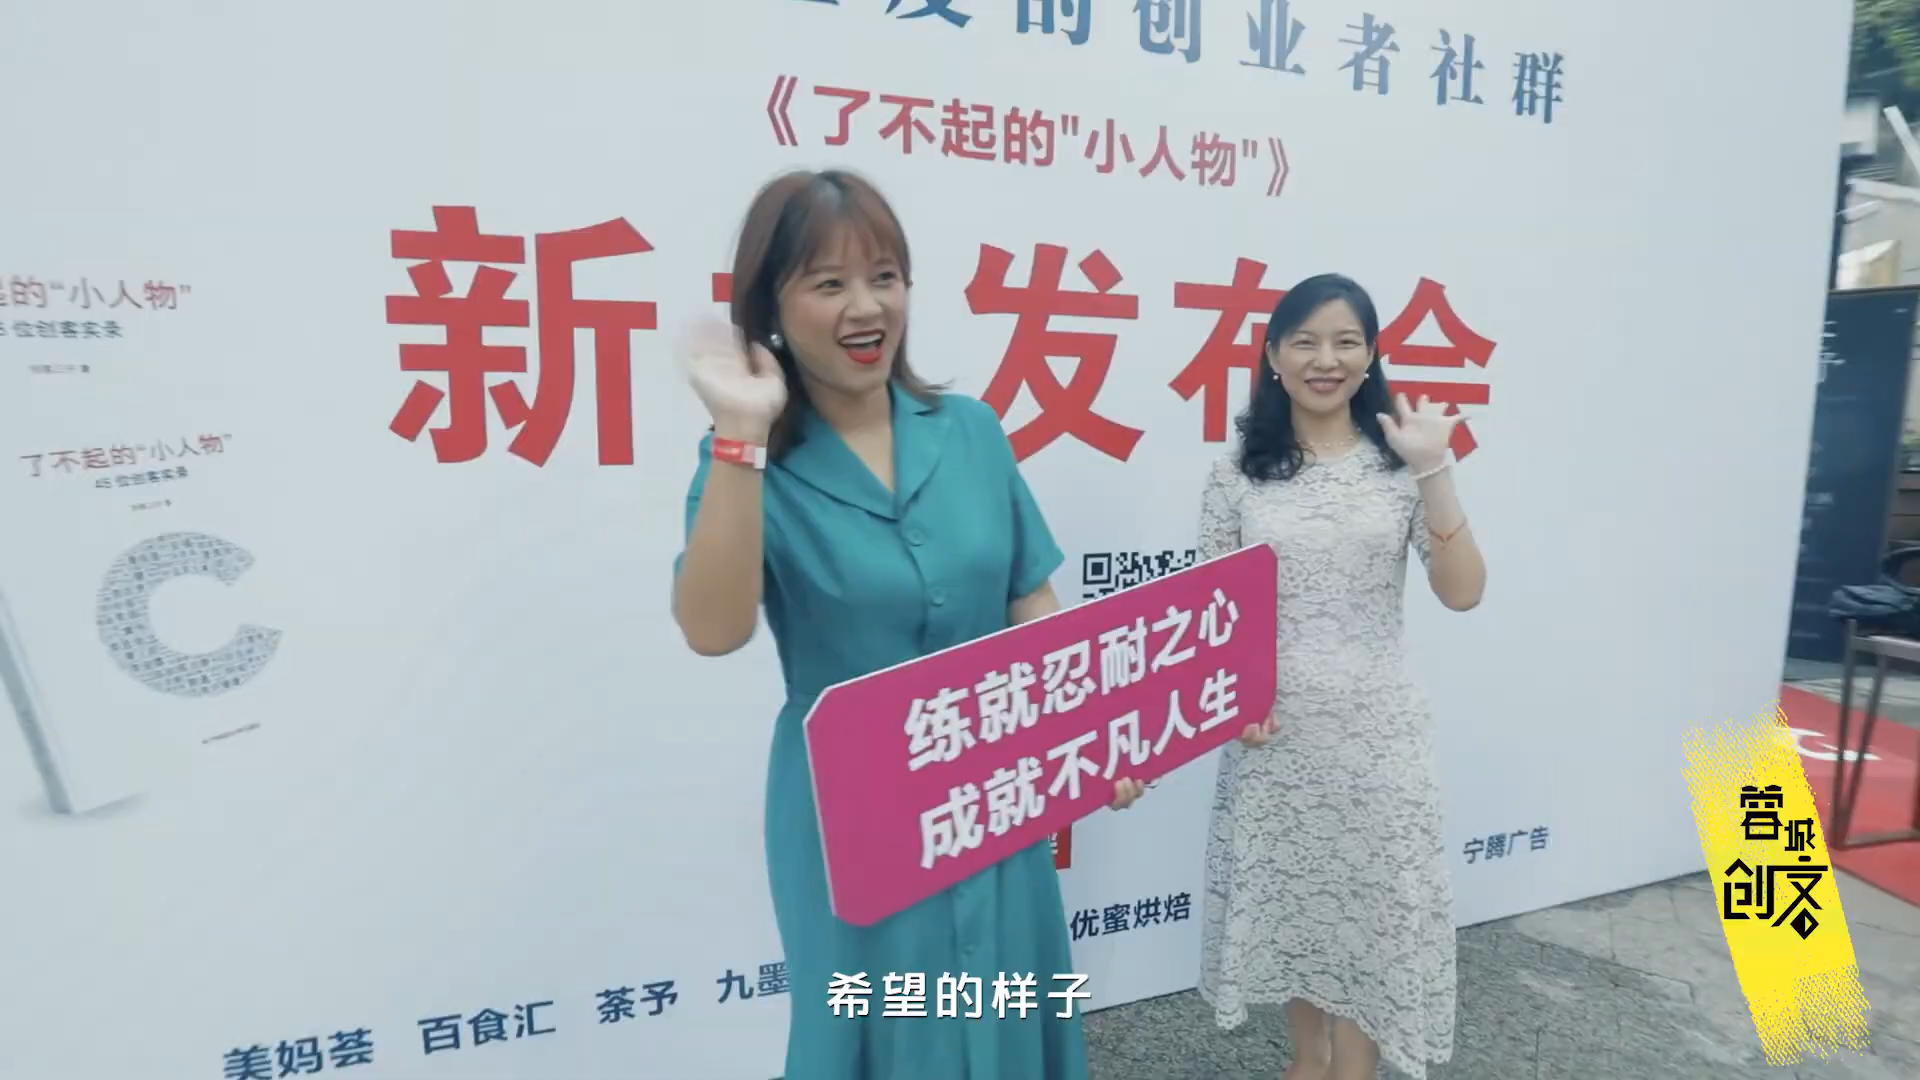 的创业者社群
《了不起的"小人物"》
新
发布会
的“小人物”
位创客实录
了不起的“小人物”
45 位创客实录
C
练就忍耐之心
成就不凡人生
宁腾广告
优蜜烘焙
美妈荟 百食汇 茶予 九墨
希望的样子
蓉城
创客